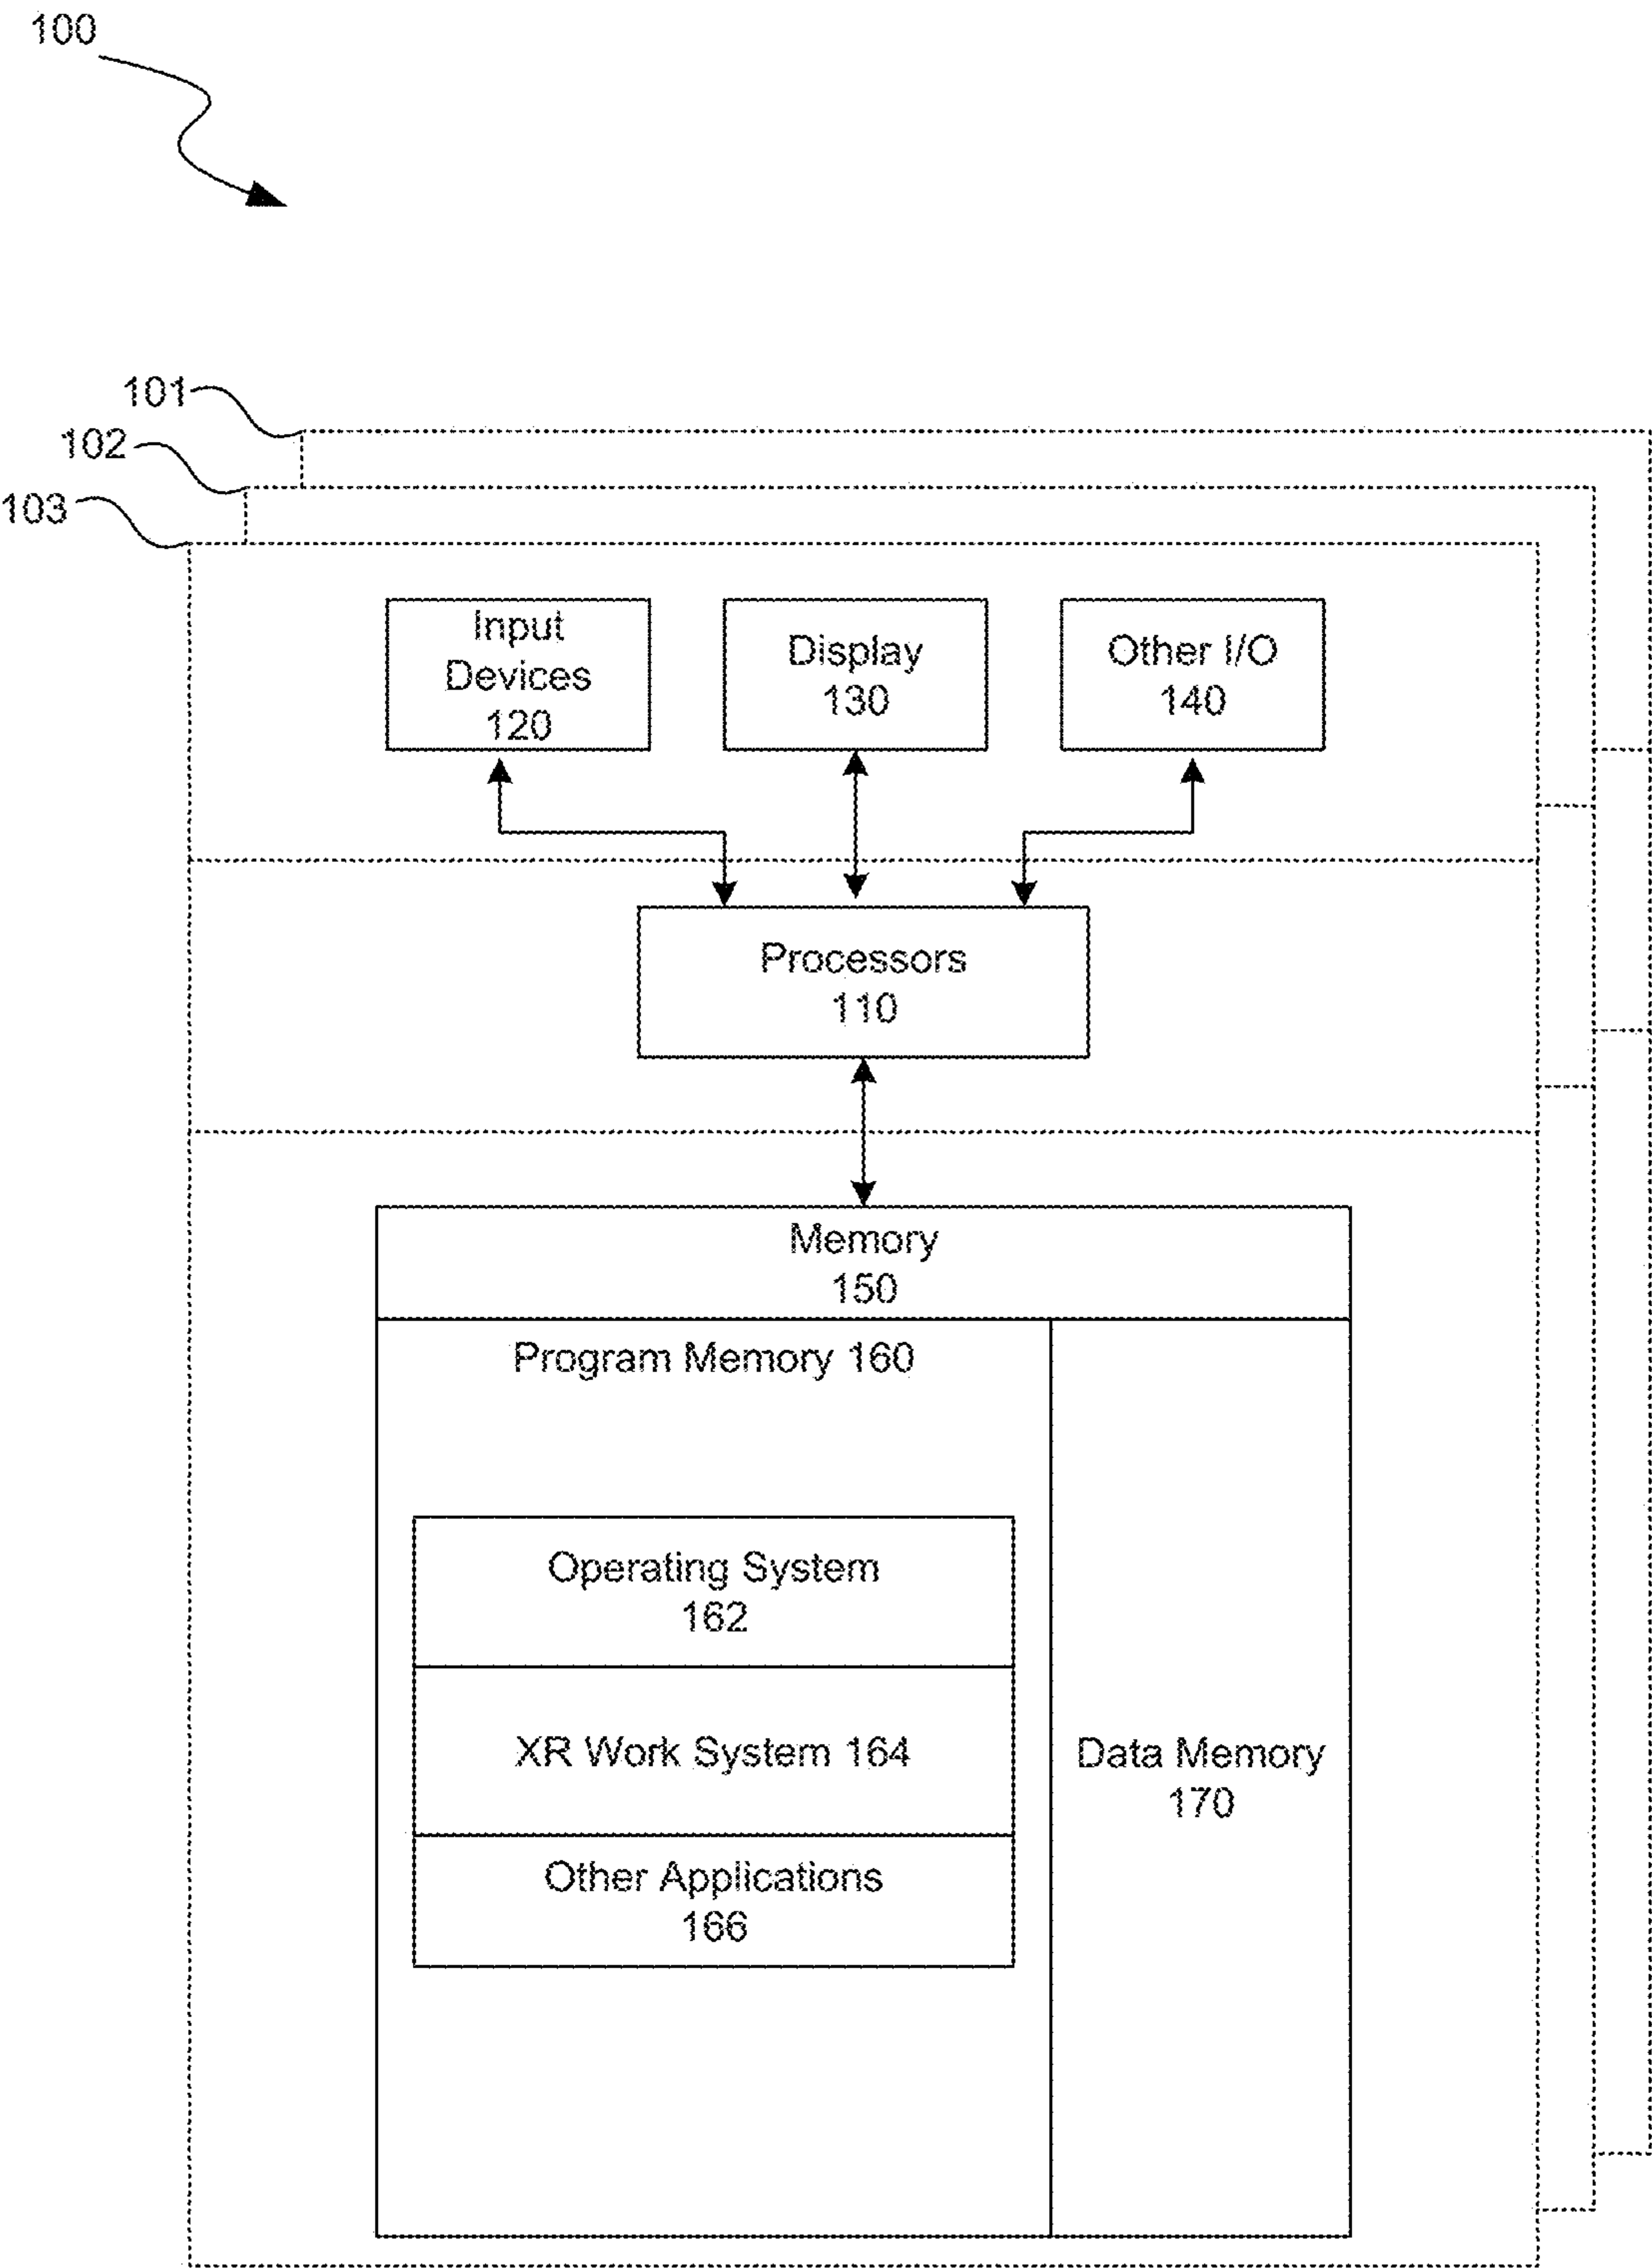 100
101
102
103
Input
Devices
120
Display
130
Other I/O
140
Processors
110
Memory
150
Program Memory 160
Operating System
162
XR Work System 164
Other Applications
166
Data Memory
170